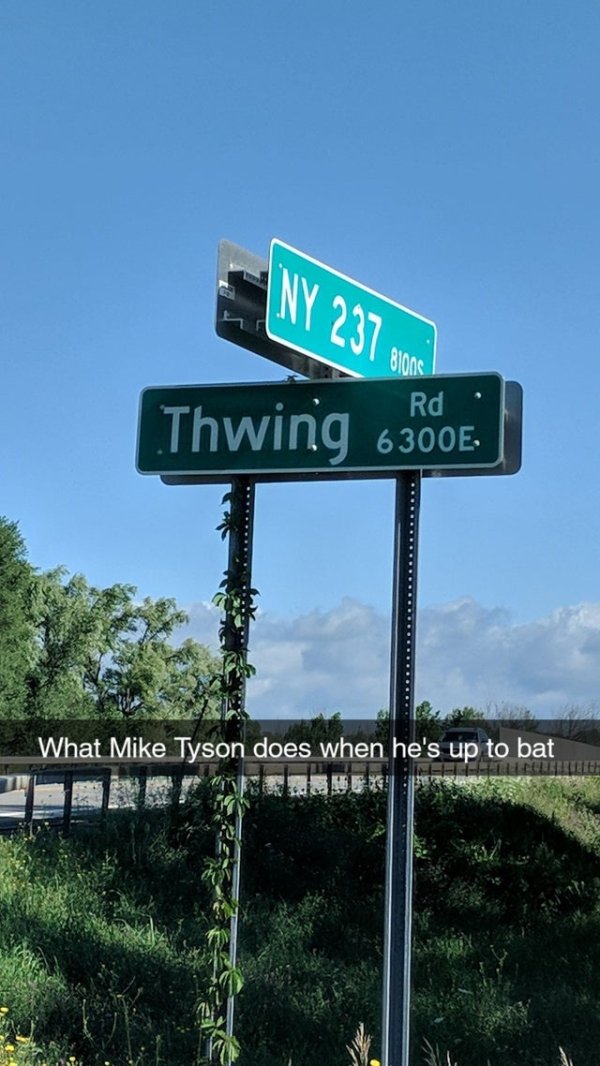 NY 237 8100S
Thwing Rd 6300E
What Mike Tyson does when he's up to bat